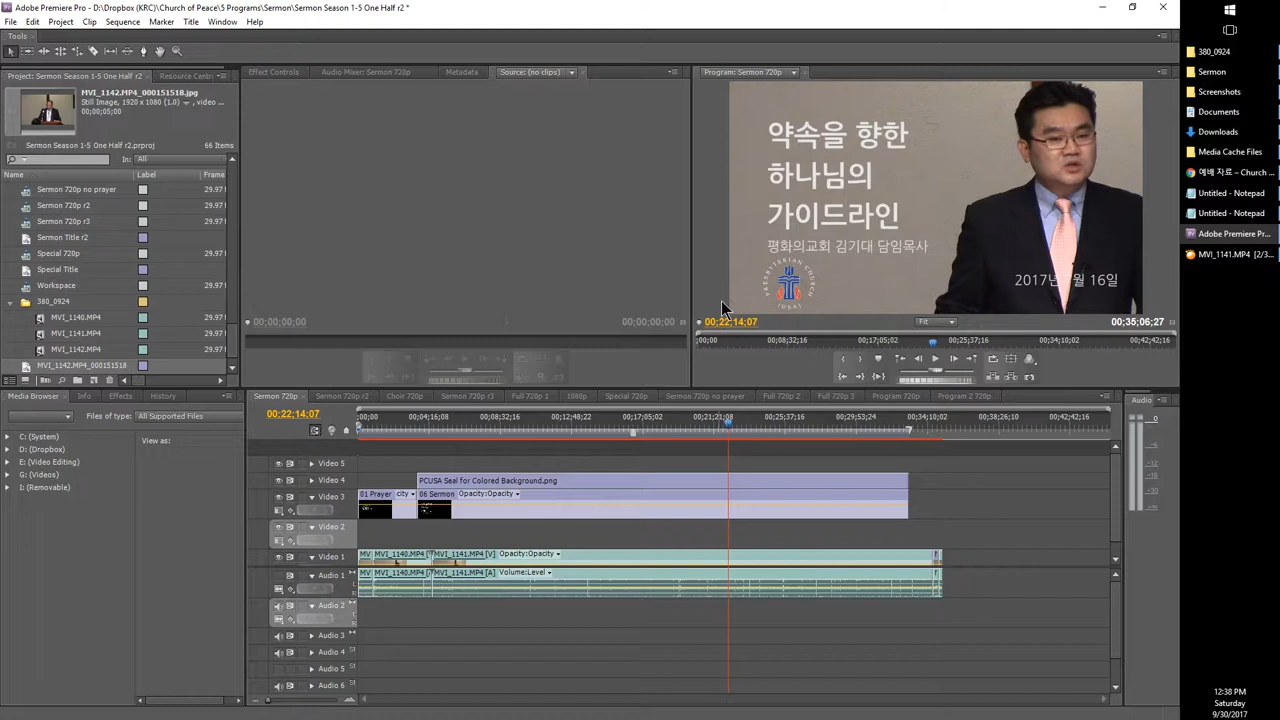 Adobe Premiere Pro - D:\Dropbox (KRC)\Church of Peace\5 Programs\Sermon\Sermon Season 1-5 One Half r2 *
File Edit Project Clip Sequence Marker Title Window Help
Tools
Project: Sermon Season 1-5 One Half r2
Resource Centr
MVI_1142.MP4_000151518.jpg
Still Image, 1920 x 1080 (1.0) , video ...
00;00;05;00
Sermon Season 1-5 One Half r2.prproj
66 Items
In: All
Name Label Frame
Sermon 720p no prayer 29.97 f
Sermon 720p r2 29.97 f
Sermon 720p r3 29.97 f
Sermon Title r2
Special 720p 29.97 f
Special Title
Workspace 29.97 f
380_0924
MVI_1140.MP4 29.97 f
MVI_1141.MP4 29.97 f
MVI_1142.MP4 29.97 f
MVI_1142.MP4_000151518
Effect Controls Audio Mixer: Sermon 720p Metadata Source: (no clips)
00;00;00;00 00;00;00;00
Program: Sermon 720p
약속을 향한
하나님의
가이드라인
평화의교회 김기대 담임목사
PRESBYTERIAN CHURCH
(USA)
월 16일
00;22;14;07 Fit 00;35;06;27
;00;00 00;08;32;16 00;17;05;02 00;25;37;16 00;34;10;02 00;42;42;16
Media Browser Info Effects History
Files of type: All Supported Files
View as:
C: (System)
D: (Dropbox)
E: (Video Editing)
G: (Videos)
I: (Removable)
Sermon 720p Sermon 720p r2 Choir 720p Sermon 720p r3 Full 720p 1 1080p Special 720p Sermon 720p no prayer Full 720p 2 Full 720p 3 Program 720p Program 2 720p
00;22;14;07
;00;00 00;04;16;08 00;08;32;16 00;12;48;22 00;17;05;02 00;21;21;08 00;25;37;16 00;29;53;24 00;34;10;02 00;38;26;10 00;42;42;16
Video 5
Video 4 PCUSA Seal for Colored Background.png
Video 3 01 Prayer city 06 Sermon Opacity:Opacity
Video 2
Video 1 MV MVI_1140.MP4 [ MVI_1141.MP4 [V] Opacity:Opacity
Audio 1 MV MVI_1140.MP4 [ MVI_1141.MP4 [A] Volume:Level
Audio 2
Audio 3
Audio 4
Audio 5
Audio 6
Audio
0
-6
380_0924
Sermon
Screenshots
Documents
Downloads
Media Cache Files
예배 자료 – Church ...
Untitled - Notepad
Untitled - Notepad
Adobe Premiere Pr...
MVI_1141.MP4 [2/3...
12:38 PM
Saturday
9/30/2017